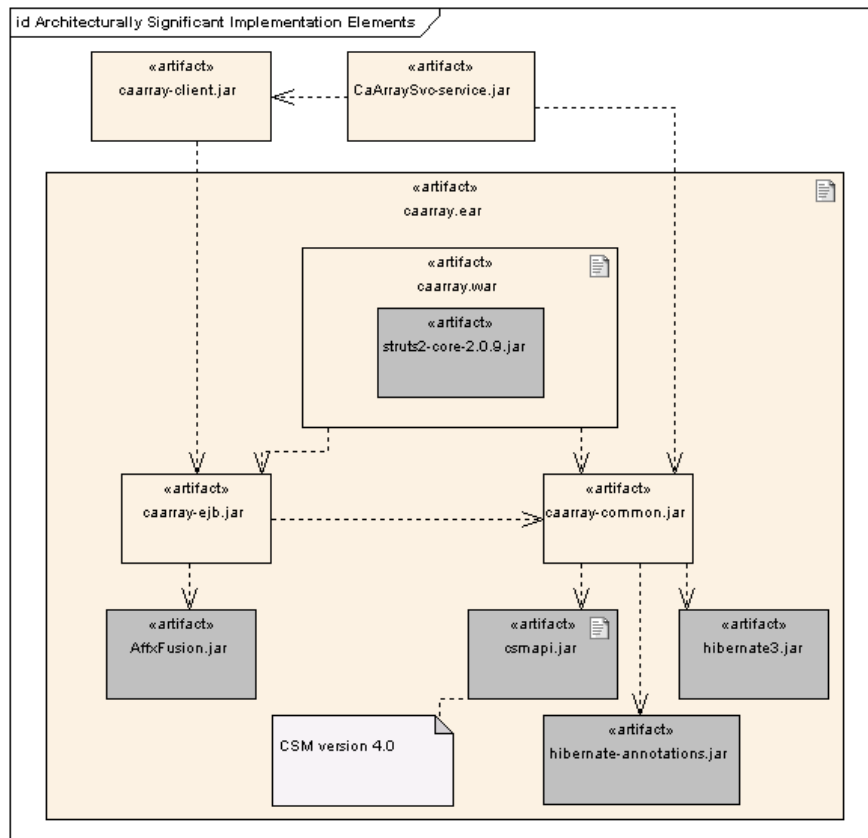 id Architecturally Significant Implementation Elements
«artifact»
caarray-client.jar
«artifact»
CaArraySvc-service.jar
«artifact»
caarray.ear
«artifact»
caarray.war
«artifact»
struts2-core-2.0.9.jar
«artifact»
caarray-ejb.jar
«artifact»
caarray-common.jar
«artifact»
AffxFusion.jar
«artifact»
csmapi.jar
«artifact»
hibernate3.jar
CSM version 4.0
«artifact»
hibernate-annotations.jar